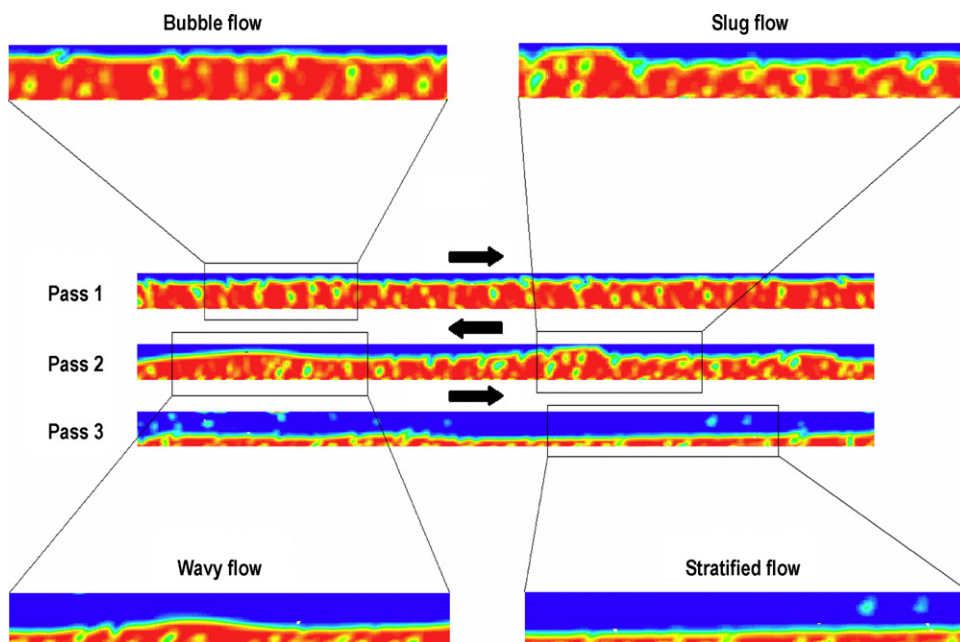 Bubble flow
Slug flow
Pass 1
Pass 2
Pass 3
Wavy flow
Stratified flow